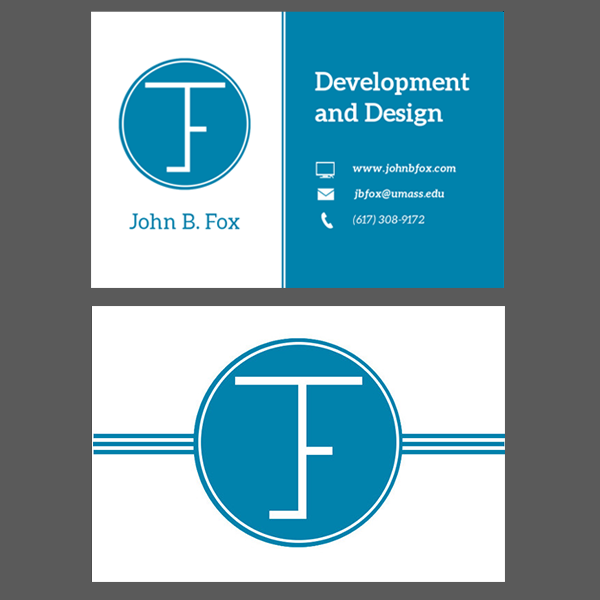 John B. Fox
Development
and Design
www.johnbfox.com
jbfox@umass.edu
(617) 308-9172